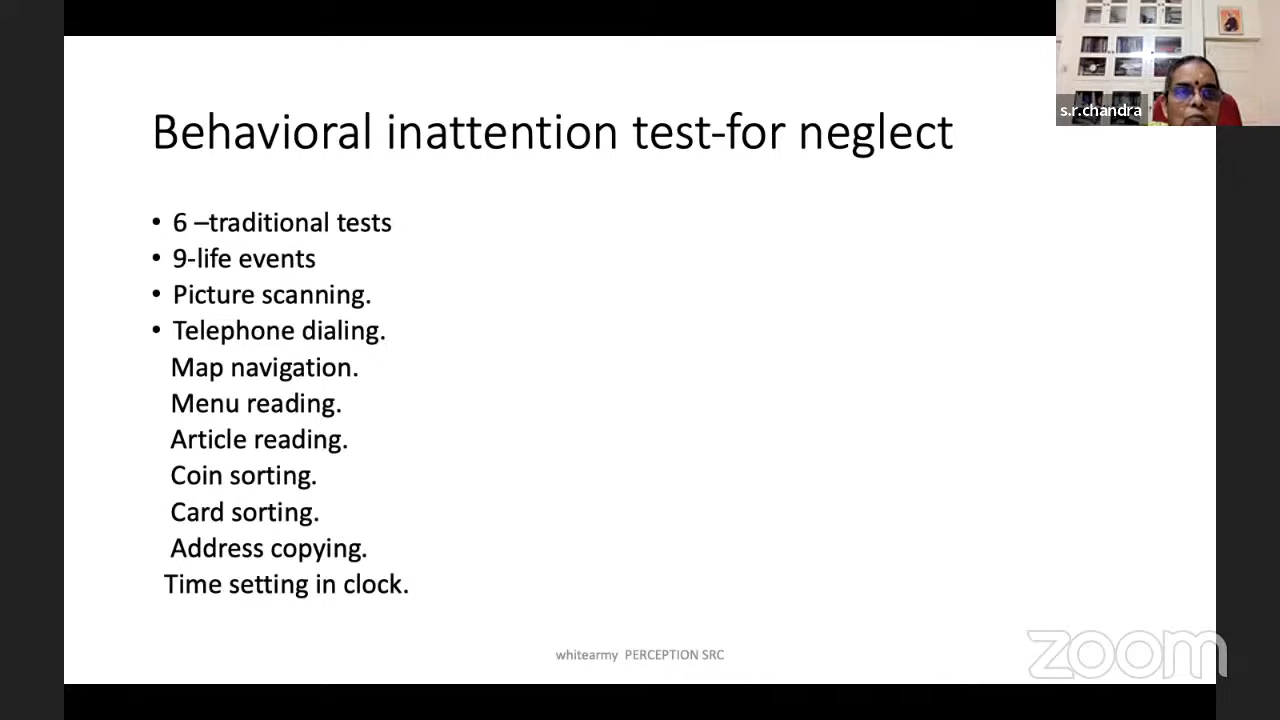 s.r.chandra
Behavioral inattention test-for neglect
• 6 –traditional tests
• 9-life events
• Picture scanning.
• Telephone dialing.
Map navigation.
Menu reading.
Article reading.
Coin sorting.
Card sorting.
Address copying.
Time setting in clock.
whitearmy PERCEPTION SRC
zoom